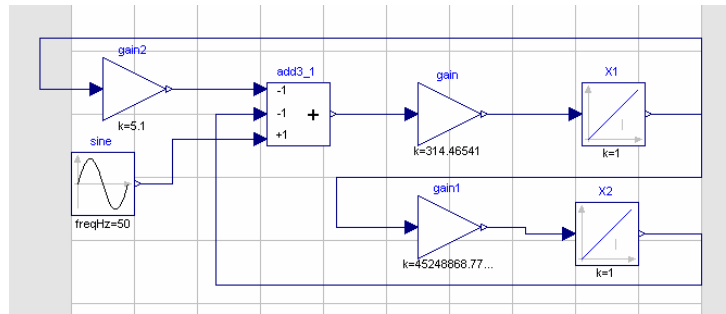 gain2
k=5.1
sine
freqHz=50
add3_1
-1
-1
+1
+
gain
k=314.46541
X1
I
k=1
gain1
k=45248868.77...
X2
I
k=1